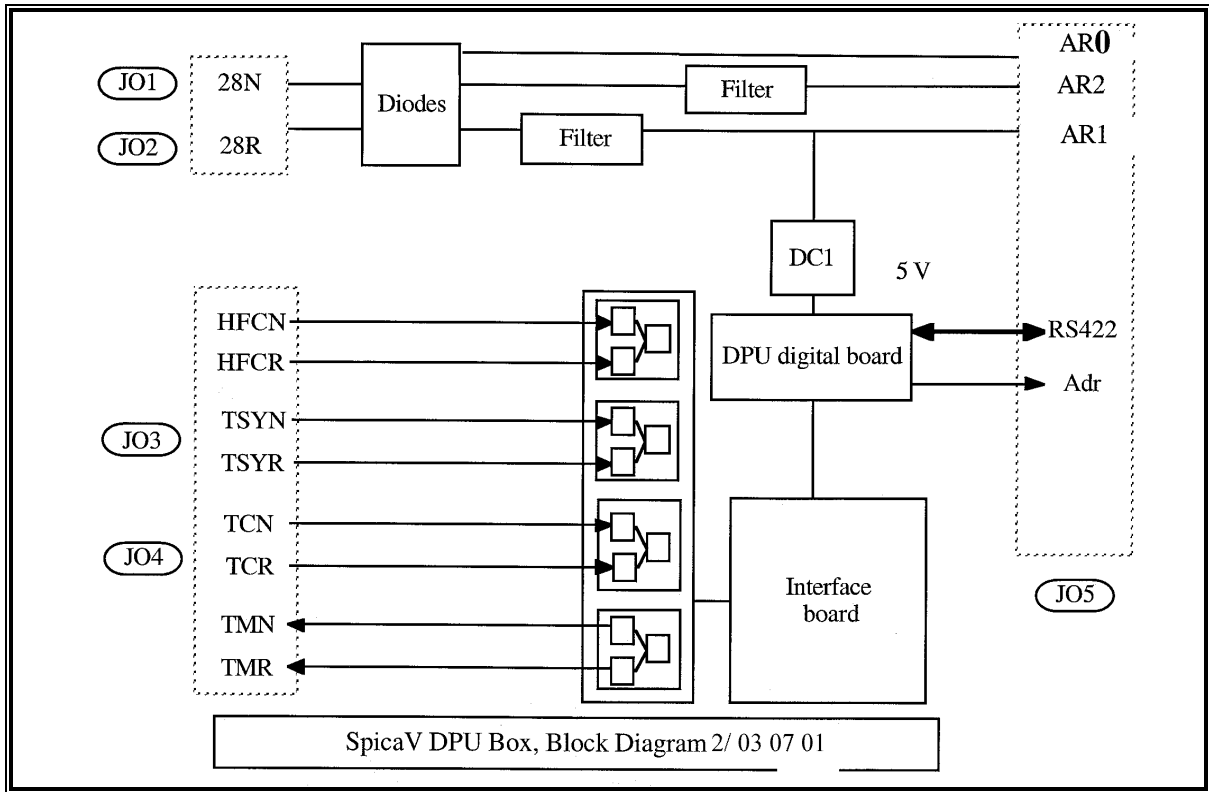 AR0
JO1
28N
Diodes
Filter
AR2
JO2
28R
Filter
AR1
DC1
5 V
HFCN
HFCR
DPU digital board
RS422
Adr
JO3
TSYN
TSYR
JO4
TCN
TCR
Interface
board
JO5
TMN
TMR
SpicaV DPU Box, Block Diagram 2/ 03 07 01